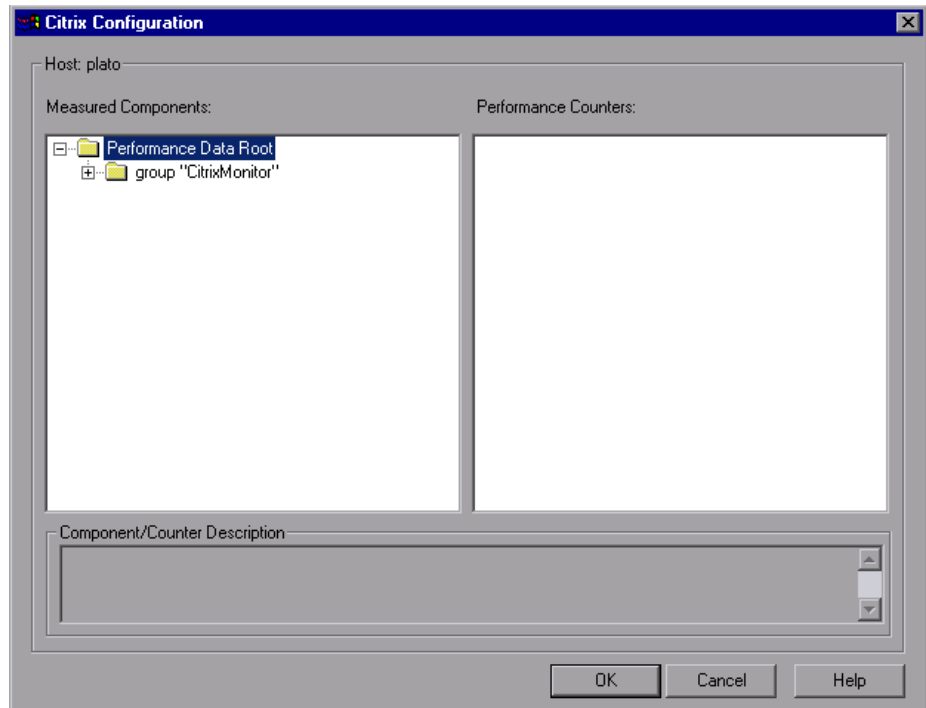 Citrix Configuration
Host: plato
Measured Components:
Performance Counters:
Performance Data Root
group "CitrixMonitor"
Component/Counter Description
OK
Cancel
Help